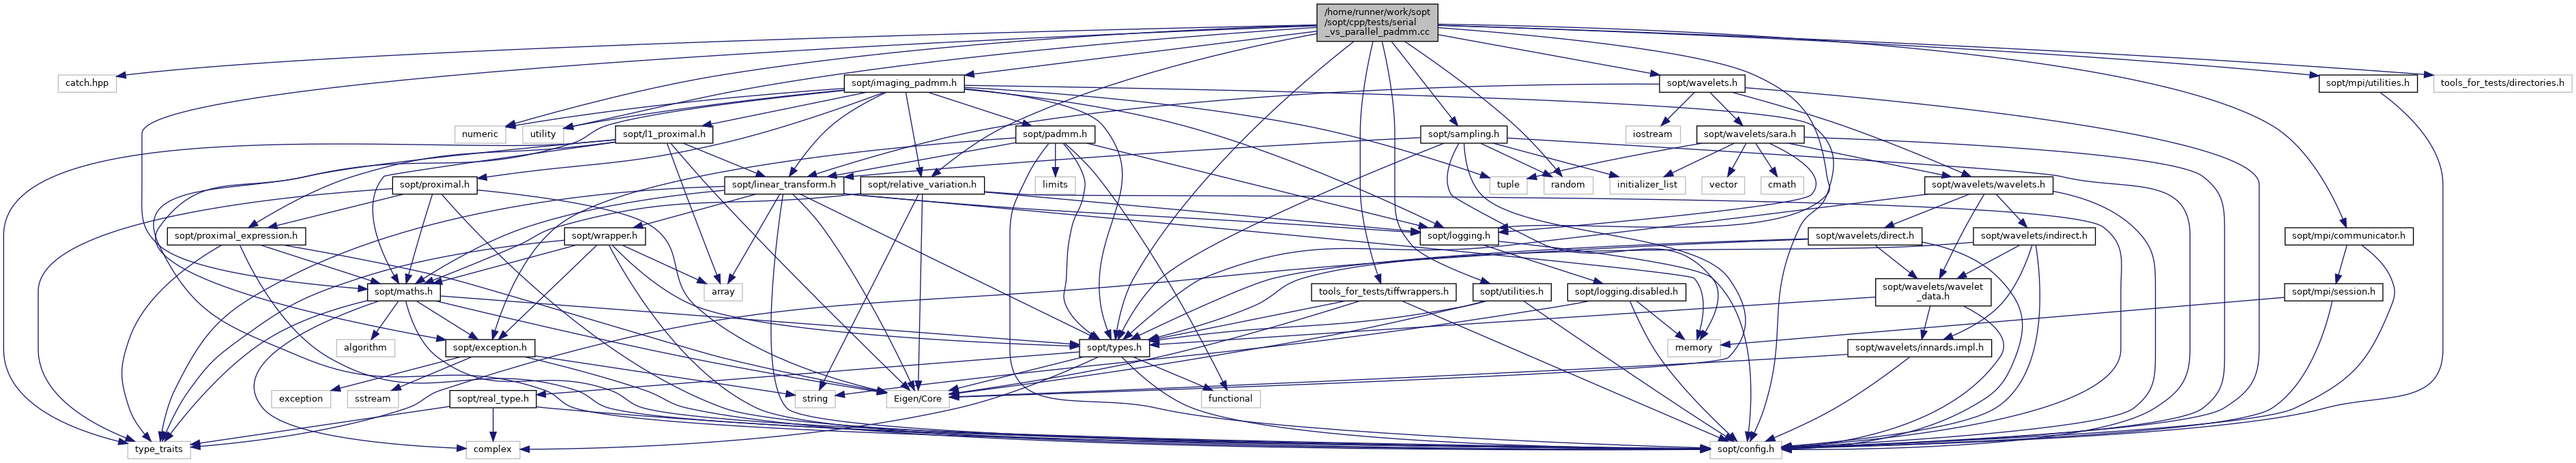 /home/runner/work/sopt
/sopt/cpp/tests/serial
_vs_parallel_padmm.cc
catch.hpp
sopt/imaging_padmm.h
sopt/wavelets.h
sopt/mpi/utilities.h
tools_for_tests/directories.h
numeric
utility
sopt/l1_proximal.h
sopt/padmm.h
sopt/sampling.h
iostream
sopt/wavelets/sara.h
sopt/proximal.h
sopt/linear_transform.h
sopt/relative_variation.h
limits
tuple
random
initializer_list
vector
cmath
sopt/wavelets/wavelets.h
sopt/proximal_expression.h
sopt/wrapper.h
sopt/logging.h
sopt/wavelets/direct.h
sopt/wavelets/indirect.h
sopt/mpi/communicator.h
sopt/maths.h
array
tools_for_tests/tiffwrappers.h
sopt/utilities.h
sopt/logging.disabled.h
sopt/wavelets/wavelet
_data.h
sopt/mpi/session.h
algorithm
sopt/exception.h
sopt/types.h
memory
sopt/wavelets/innards.impl.h
exception
sstream
sopt/real_type.h
string
Eigen/Core
functional
type_traits
complex
sopt/config.h